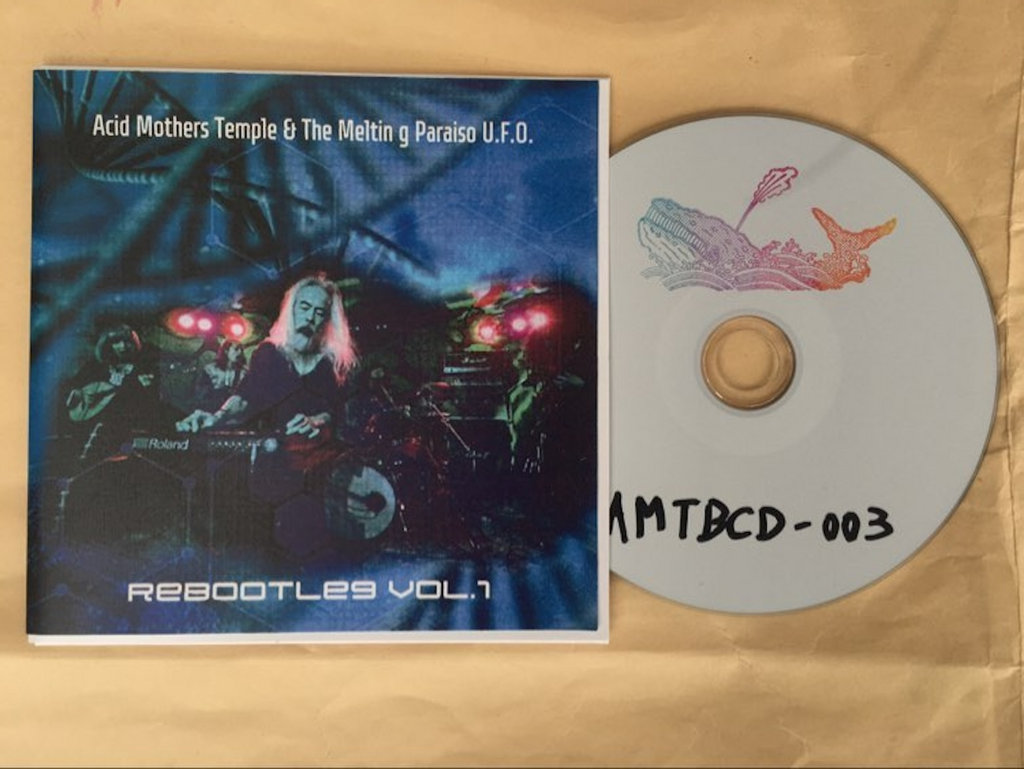 Acid Mothers Temple & The Meltin g Paraiso U.F.O.
Roland
REBOOTLEG VOL.1
AMTBCD-003